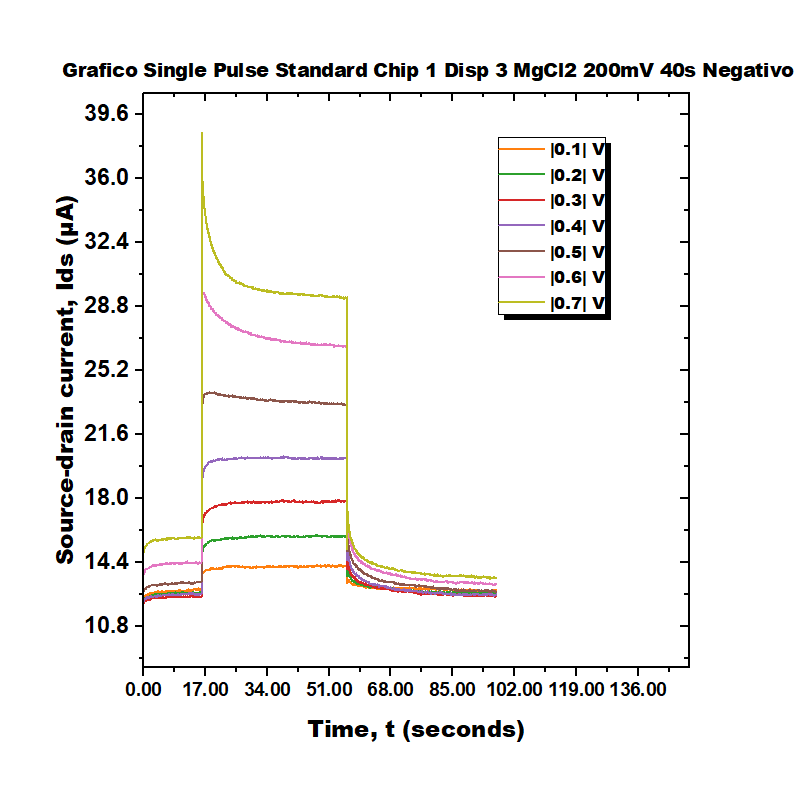 Grafico Single Pulse Standard Chip 1 Disp 3 MgCl2 200mV 40s Negativo
39.6
36.0
32.4
28.8
25.2
21.6
18.0
14.4
10.8
Source-drain current, Ids (µA)
|0.1| V
|0.2| V
|0.3| V
|0.4| V
|0.5| V
|0.6| V
|0.7| V
0.00 17.00 34.00 51.00 68.00 85.00 102.00 119.00 136.00
Time, t (seconds)